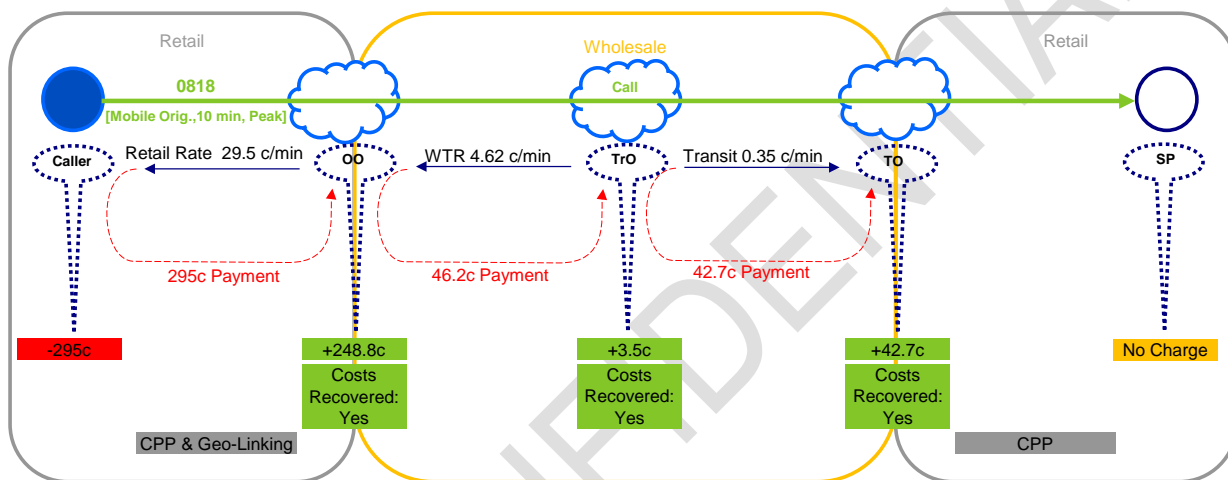 Retail
Wholesale
Retail
0818
Call
[Mobile Orig.,10 min, Peak]
Caller
Retail Rate 29.5 c/min
OO
WTR 4.62 c/min
TrO
Transit 0.35 c/min
TO
SP
295c Payment
46.2c Payment
42.7c Payment
-295c
+248.8c
+3.5c
+42.7c
No Charge
Costs
Recovered:
Yes
Costs
Recovered:
Yes
Costs
Recovered:
Yes
CPP & Geo-Linking
CPP